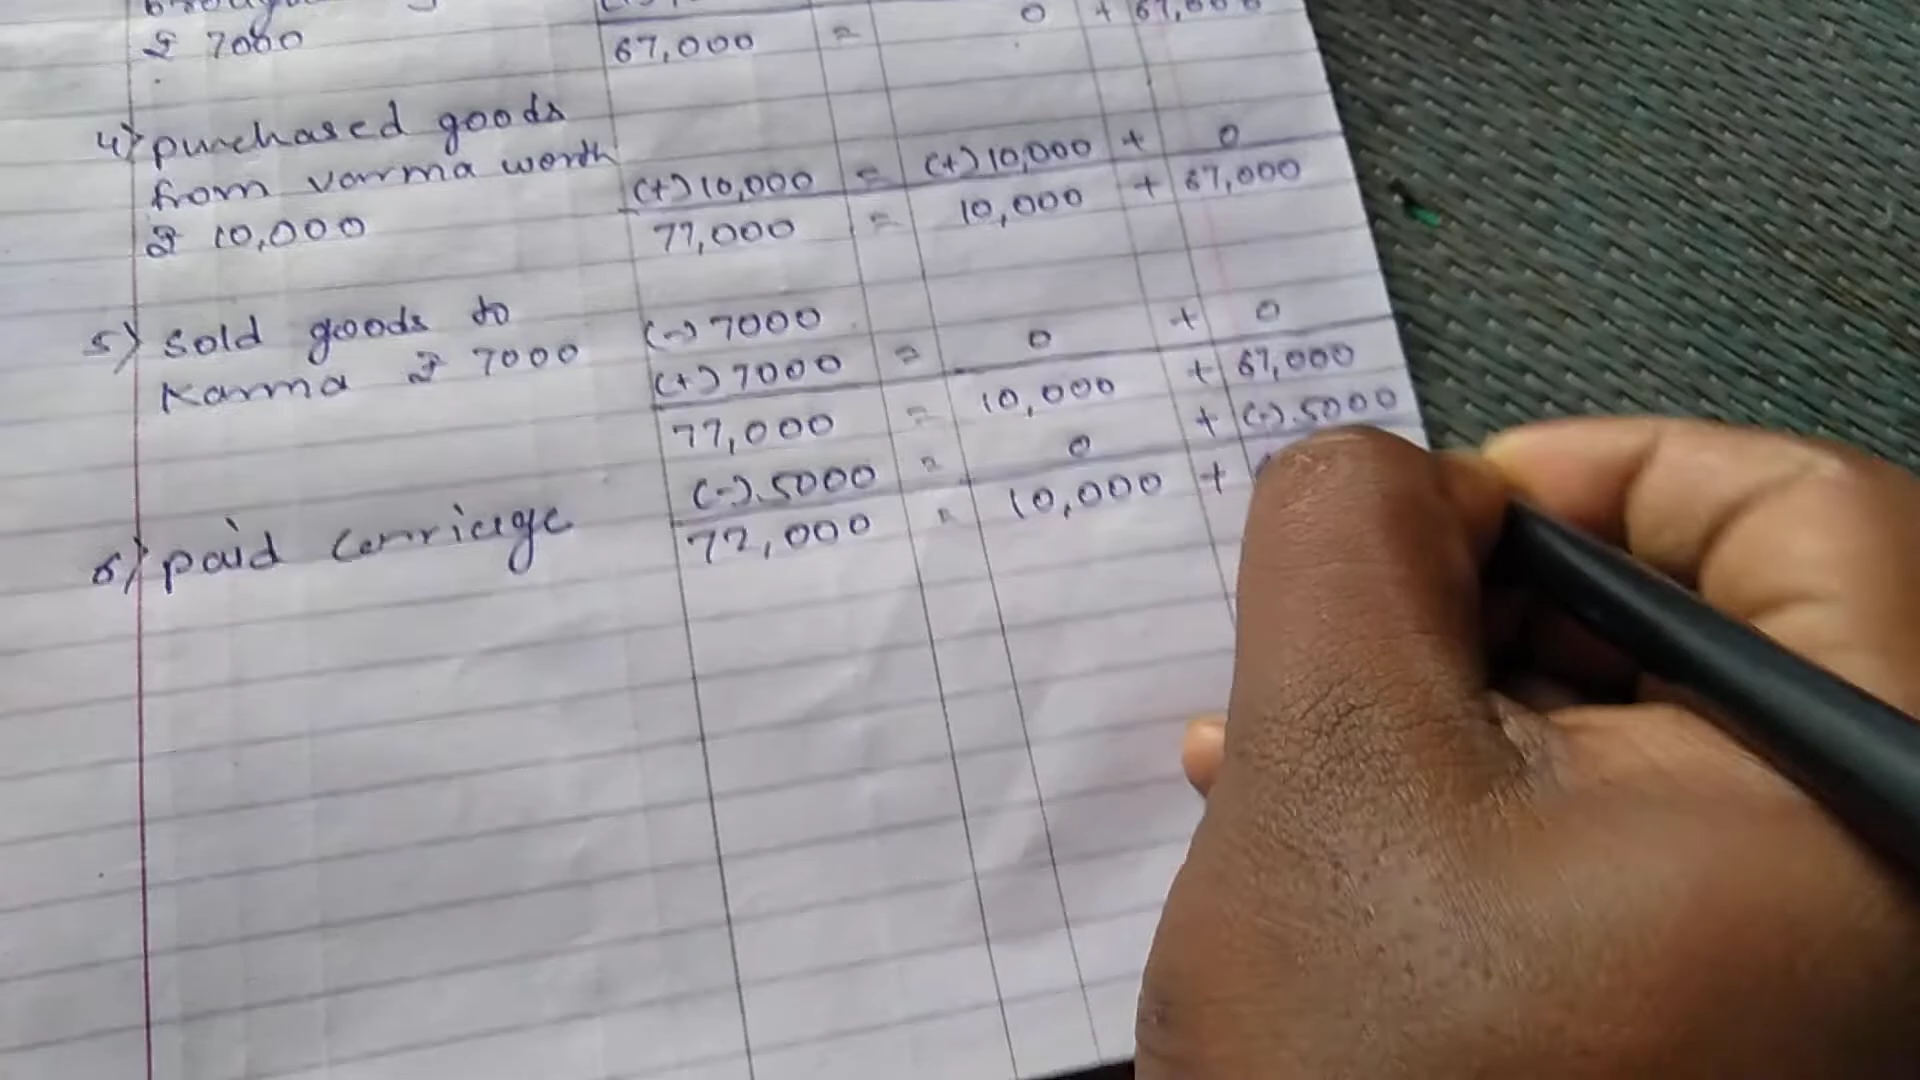 ₹ 7000 67,000 = 0 + 67,000
4) purchased goods
from varma worth (+) 10,000 = (+) 10,000 + 0
₹ 10,000 77,000 = 10,000 + 67,000
5) sold goods to (-) 7000
Karma ₹ 7000 (+) 7000 = 0 + 0
77,000 = 10,000 + 67,000
(-) 5000 = 0 + (-) 5000
6) paid carriage 72,000 = 10,000 +